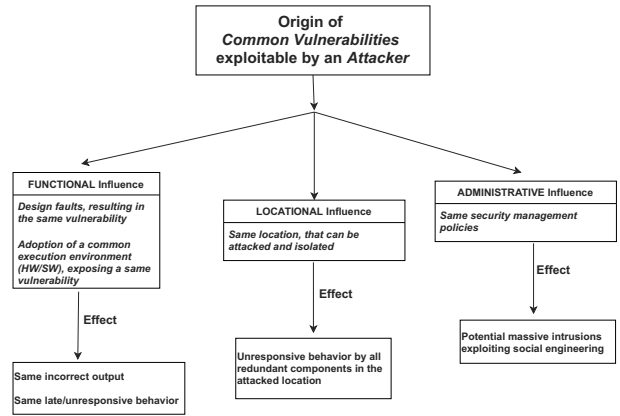 Origin of
Common Vulnerabilities
exploitable by an Attacker
FUNCTIONAL Influence
Design faults, resulting in
the same vulnerability
Adoption of a common
execution environment
(HW/SW), exposing a same
vulnerability
Effect
Same incorrect output
Same late/unresponsive behavior
LOCATIONAL Influence
Same location, that can be
attacked and isolated
Effect
Unresponsive behavior by all
redundant components in the
attacked location
ADMINISTRATIVE Influence
Same security management
policies
Effect
Potential massive intrusions
exploiting social engineering